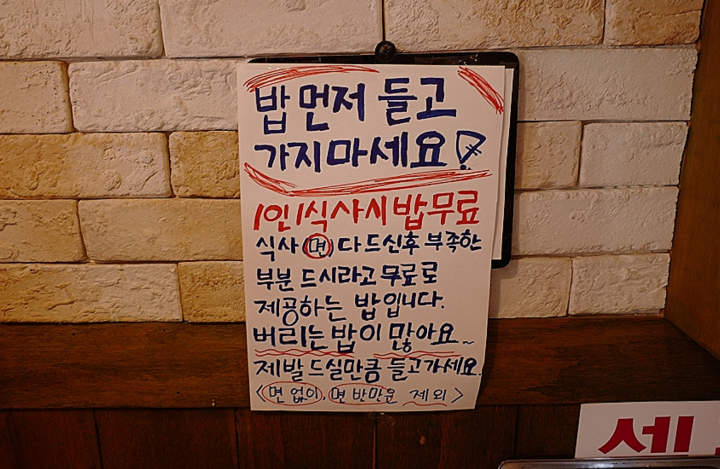 밥 먼저 들고
가지마세요!
1인1식사시 밥무료
식사(면)다드신후 부족한
부분 드시라고 무료로
제공하는 밥입니다.
버리는 밥이 많아요~
제발 드실만큼 들고가세요.
<면 없이, 면 반만은 제외>
세